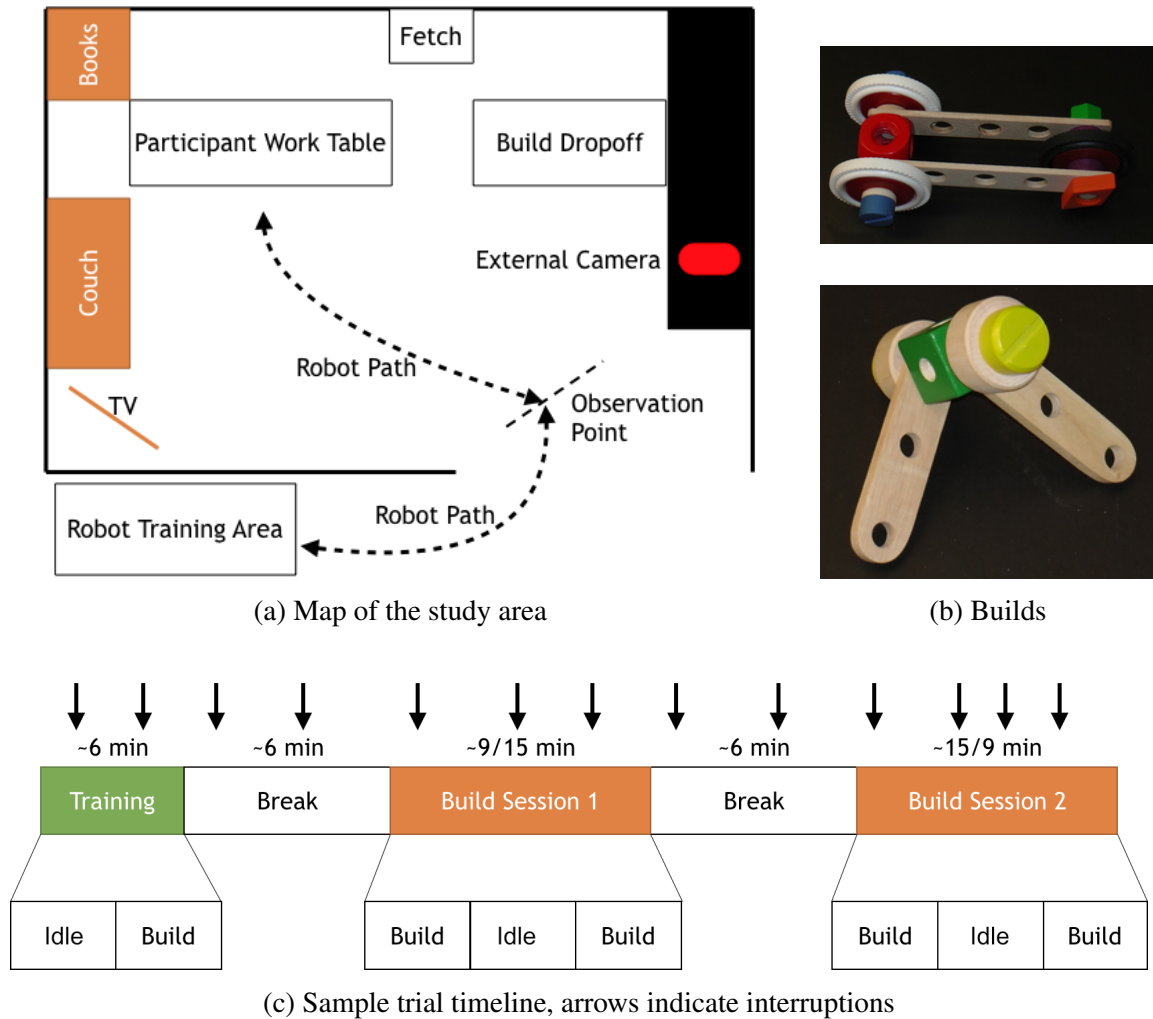 Books
Fetch
Participant Work Table
Build Dropoff
Couch
External Camera
Robot Path
TV
Observation
Point
Robot Path
Robot Training Area
(a) Map of the study area
(b) Builds
~6 min
~6 min
~9/15 min
~6 min
~15/9 min
Training
Break
Build Session 1
Break
Build Session 2
Idle
Build
Build
Idle
Build
Build
Idle
Build
(c) Sample trial timeline, arrows indicate interruptions